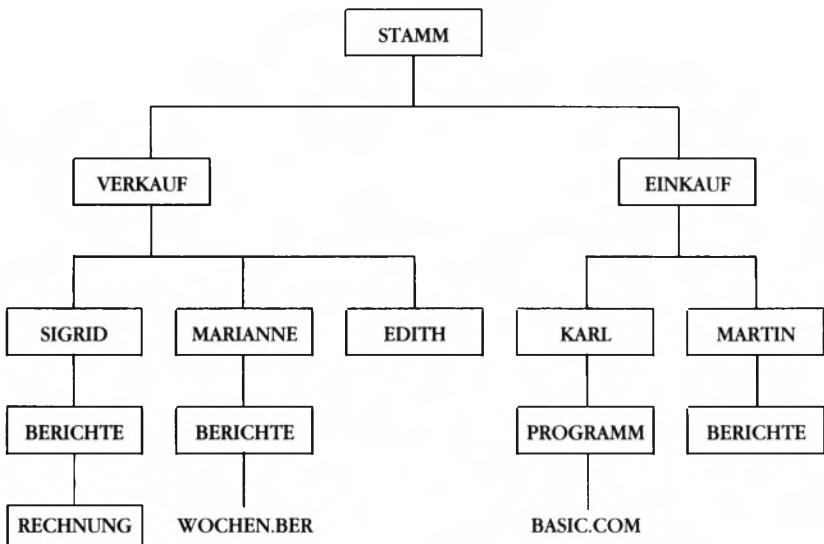 STAMM
VERKAUF EINKAUF
SIGRID MARIANNE EDITH KARL MARTIN
BERICHTE BERICHTE PROGRAMM BERICHTE
RECHNUNG WOCHEN.BER BASIC.COM